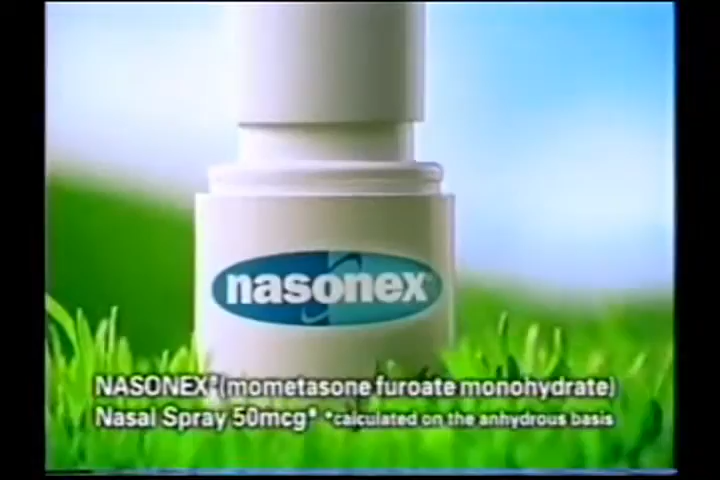 nasonex
NASONEX® (mometasone furoate monohydrate)
Nasal Spray 50mcg* *calculated on the anhydrous basis